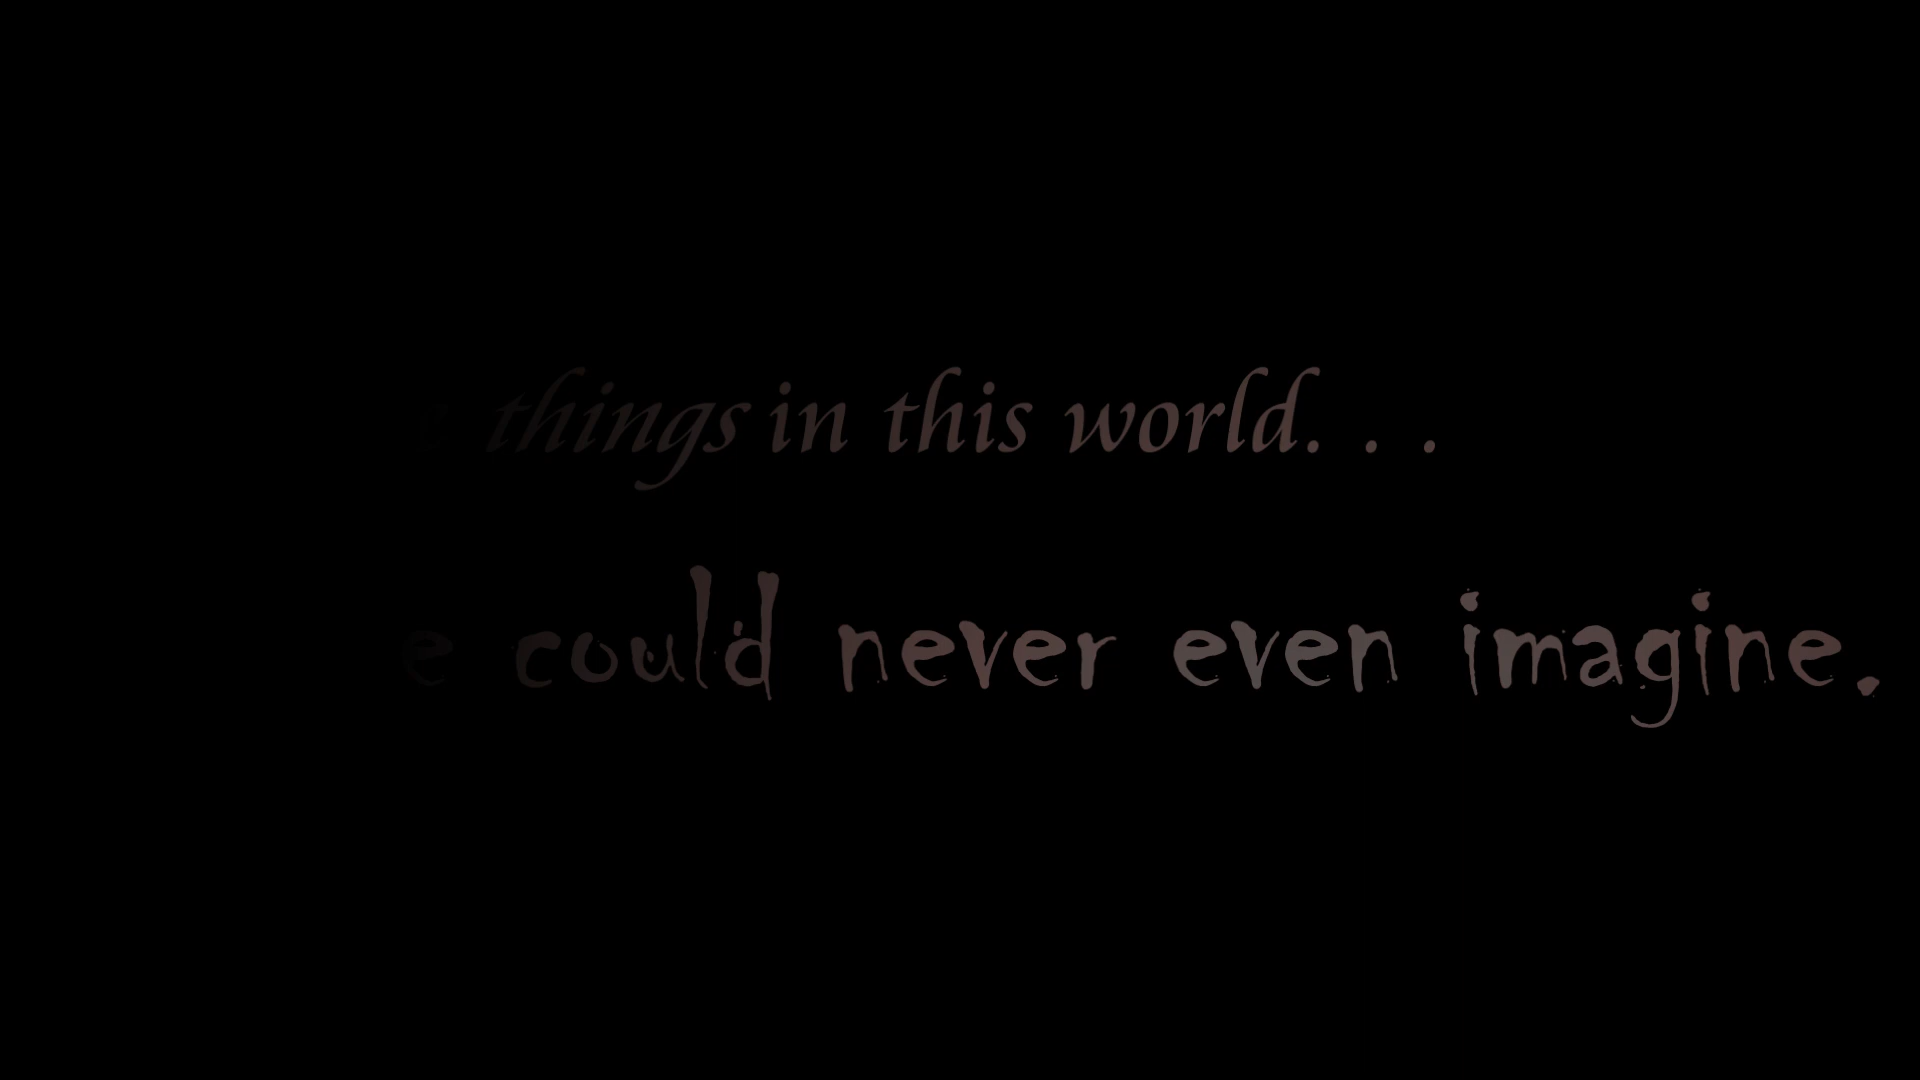 things in this world. . .
could never even imagine.